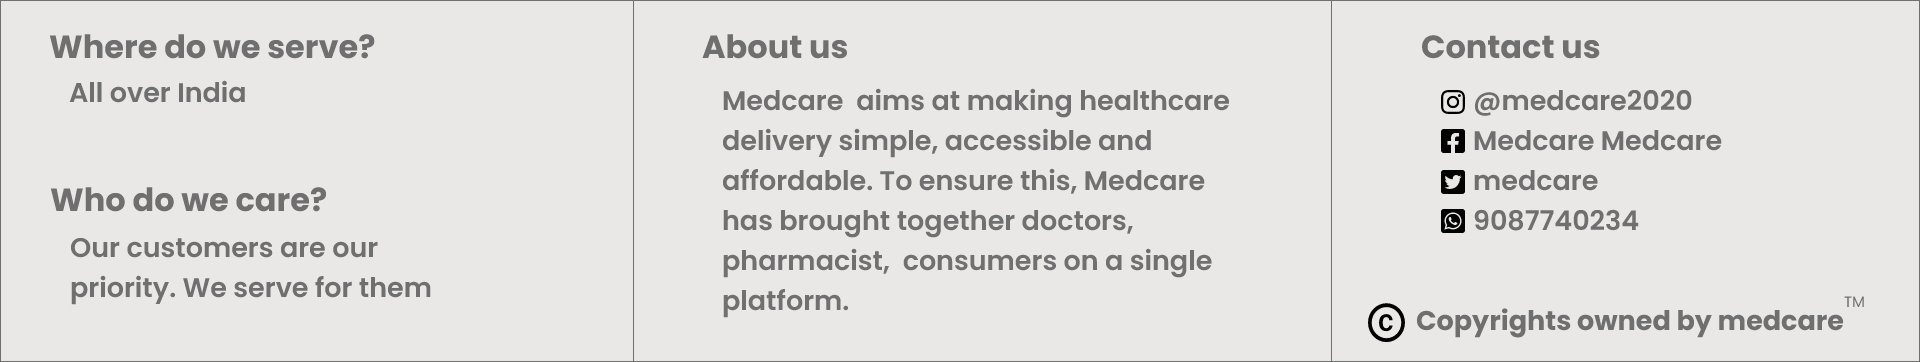 Where do we serve?
All over India
Who do we care?
Our customers are our
priority. We serve for them
About us
Medcare  aims at making healthcare
delivery simple, accessible and
affordable. To ensure this, Medcare
has brought together doctors,
pharmacist,  consumers on a single
platform.
Contact us
@medcare2020
Medcare Medcare
medcare
9087740234
© Copyrights owned by medcare™